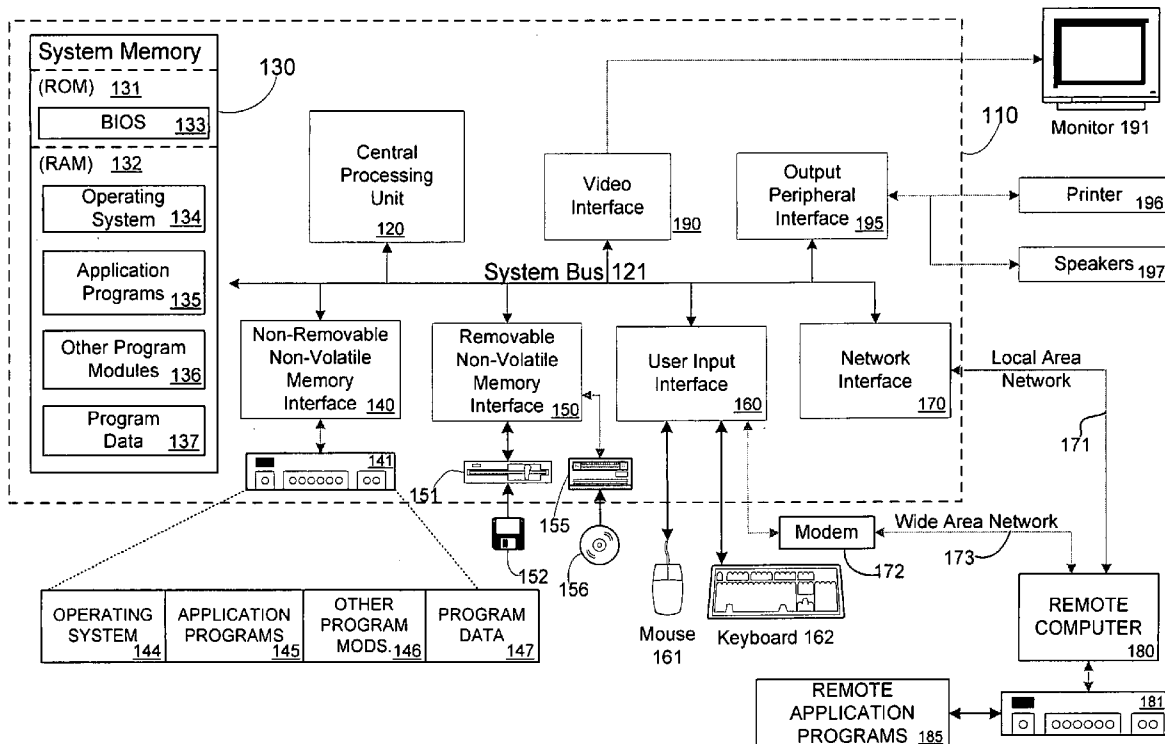 System Memory
(ROM) 131
BIOS 133
(RAM) 132
Operating
System 134
Application
Programs 135
Other Program
Modules 136
Program
Data 137
130
Central
Processing
Unit
120
Video
Interface
190
Output
Peripheral
Interface 195
110
Monitor 191
Printer
196
Speakers
197
System Bus 121
Non-Removable
Non-Volatile
Memory
Interface 140
Removable
Non-Volatile
Memory
Interface 150
User Input
Interface
160
Network
Interface
170
Local Area
Network
171
141
151
152
155
156
Modem
172
Wide Area Network
173
OPERATING
SYSTEM 144
APPLICATION
PROGRAMS 145
OTHER
PROGRAM
MODS. 146
PROGRAM
DATA 147
Mouse
161
Keyboard 162
REMOTE
COMPUTER
180
181
REMOTE
APPLICATION
PROGRAMS 185